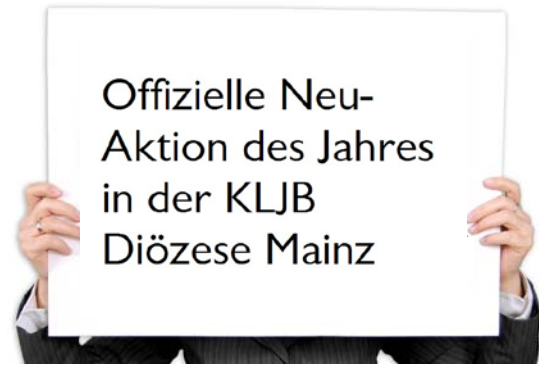 Offizielle Neu-
Aktion des Jahres
in der KLJB
Diözese Mainz